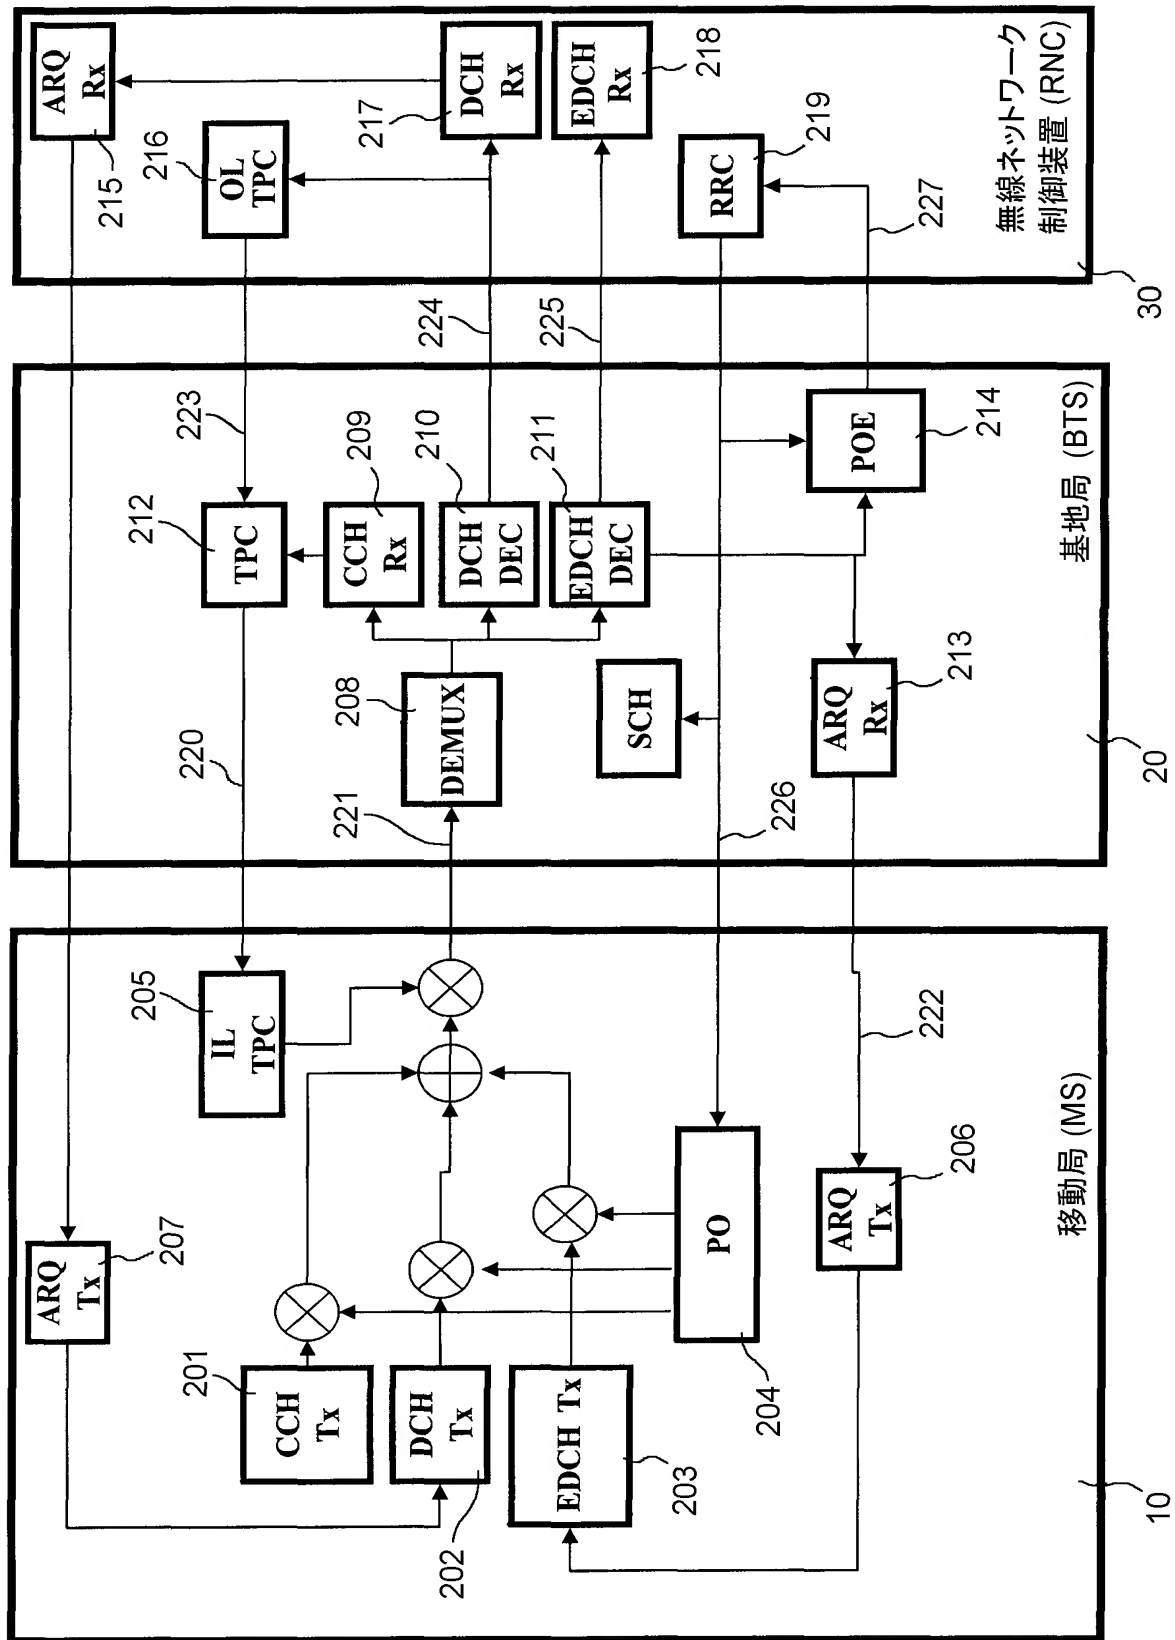 ARQ
Tx
207
IL
TPC
205
201
CCH
Tx
DCH
Tx
202
EDCH Tx
203
PO
204
ARQ
Tx
206
222
移動局 (MS)
10
220
221
TPC
212
223
208
DEMUX
CCH
Rx
209
DCH
DEC
210
EDCH
DEC
211
SCH
226
ARQ
Rx
213
POE
214
基地局 (BTS)
20
ARQ
Rx
215
OL
TPC
216
DCH
Rx
217
224
EDCH
Rx
218
225
RRC
219
227
無線ネットワーク
制御装置 (RNC)
30